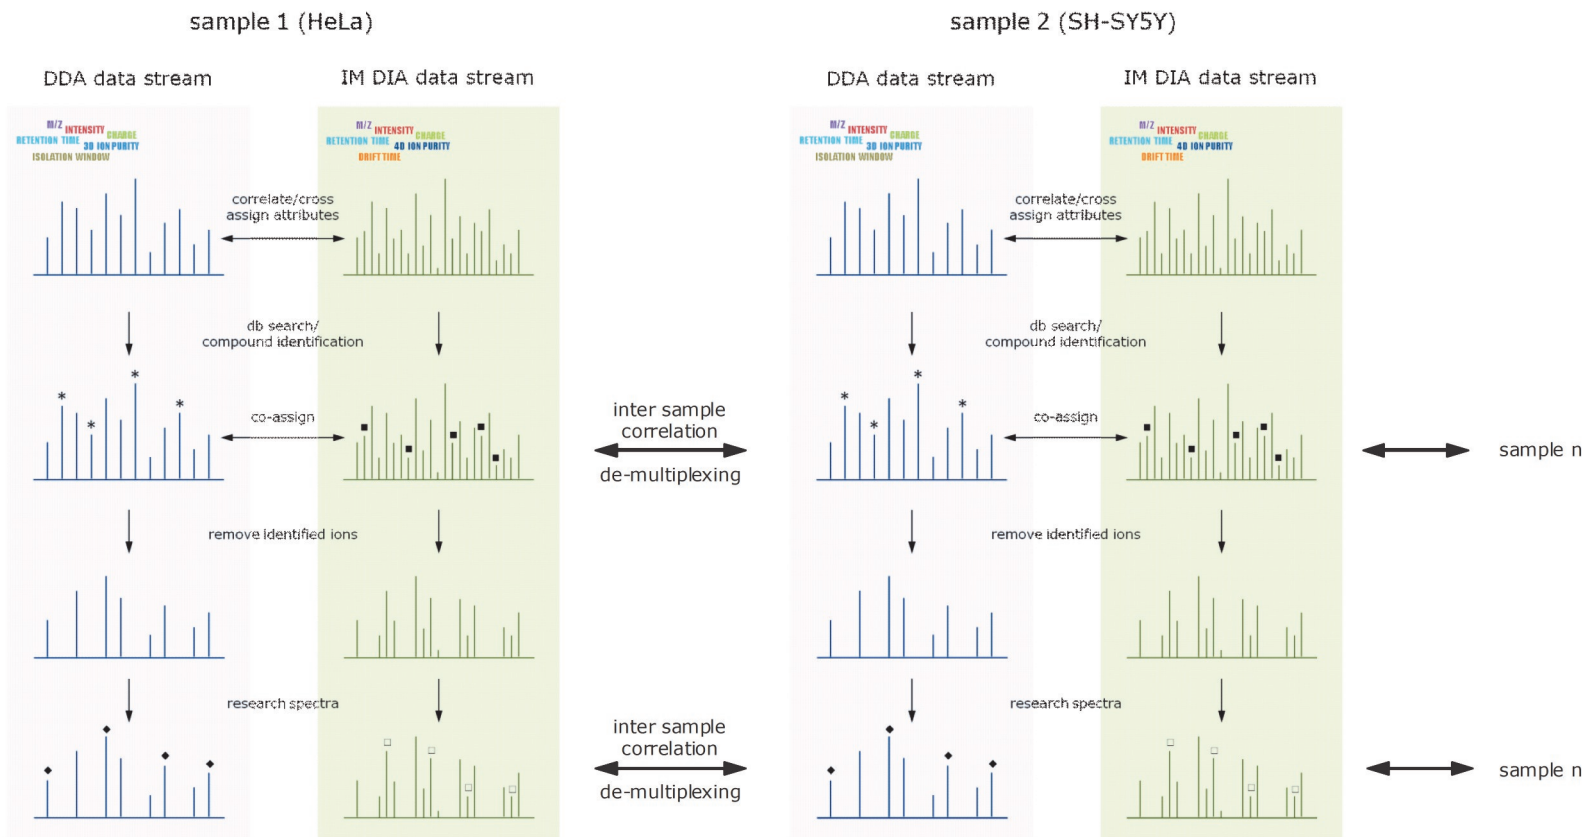 sample 1 (HeLa)
sample 2 (SH-SY5Y)
DDA data stream
IM DIA data stream
DDA data stream
IM DIA data stream
M/Z
INTENSITY
CHARGE
RETENTION TIME
3D ION PURITY
ISOLATION WINDOW
M/Z
INTENSITY
CHARGE
RETENTION TIME
4D ION PURITY
DRIFT TIME
M/Z
INTENSITY
CHARGE
RETENTION TIME
3D ION PURITY
ISOLATION WINDOW
M/Z
INTENSITY
CHARGE
RETENTION TIME
4D ION PURITY
DRIFT TIME
correlate/cross
assign attributes
correlate/cross
assign attributes
db search/
compound identification
db search/
compound identification
co-assign
co-assign
inter sample
correlation
de-multiplexing
sample n
remove identified ions
remove identified ions
research spectra
research spectra
inter sample
correlation
de-multiplexing
sample n